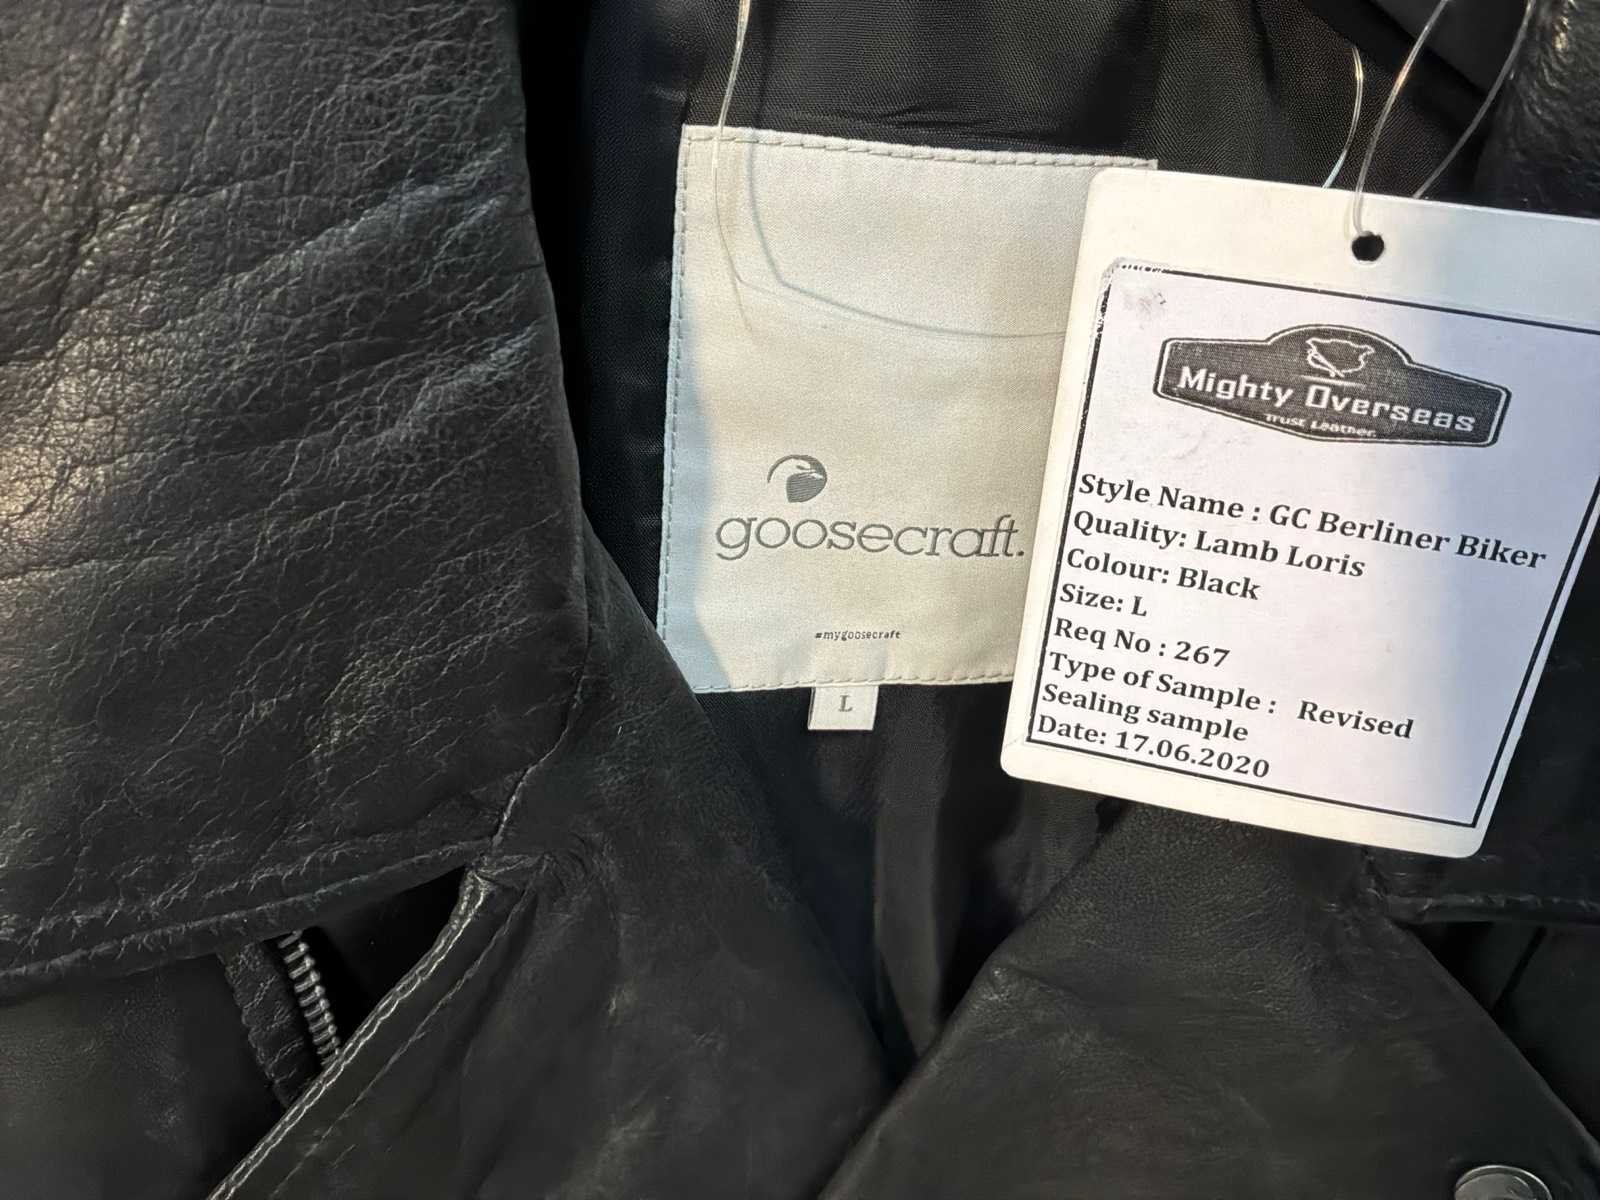 goosecraft.
#mygoosecraft
L
Mighty Overseas
Trust Leather.
Style Name : GC Berliner Biker
Quality: Lamb Loris
Colour: Black
Size: L
Req No : 267
Type of Sample : Revised
Sealing sample
Date: 17.06.2020